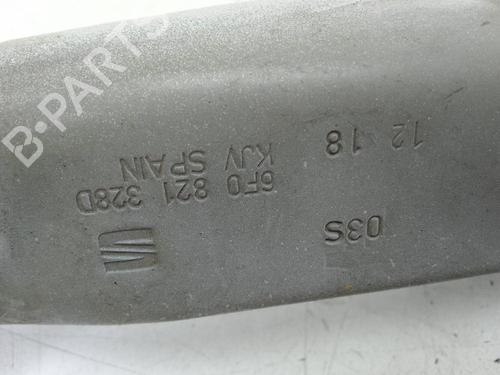 B-PARTS
12 18
6F0 821 328D
KJV SPAIN
03S